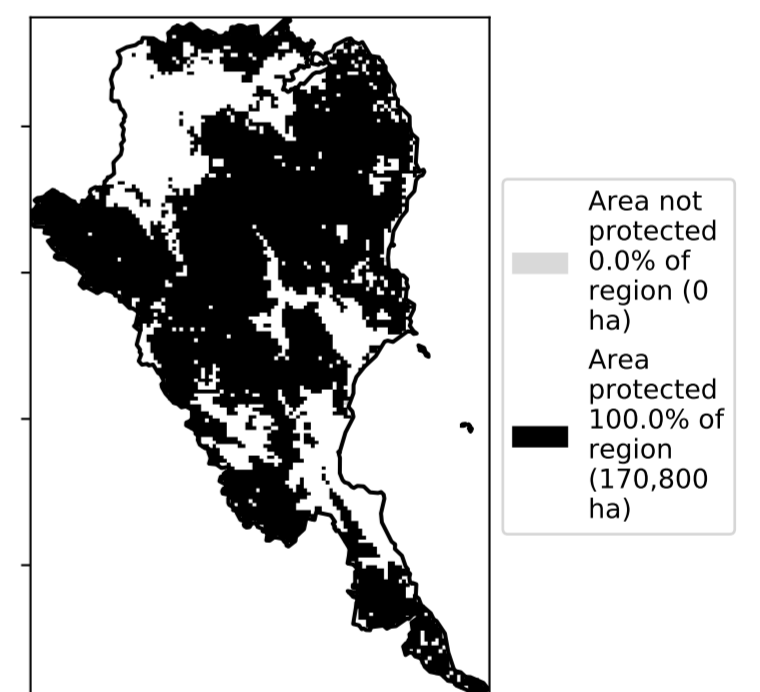 Area not
protected
0.0% of
region (0
ha)
Area
protected
100.0% of
region
(170,800
ha)